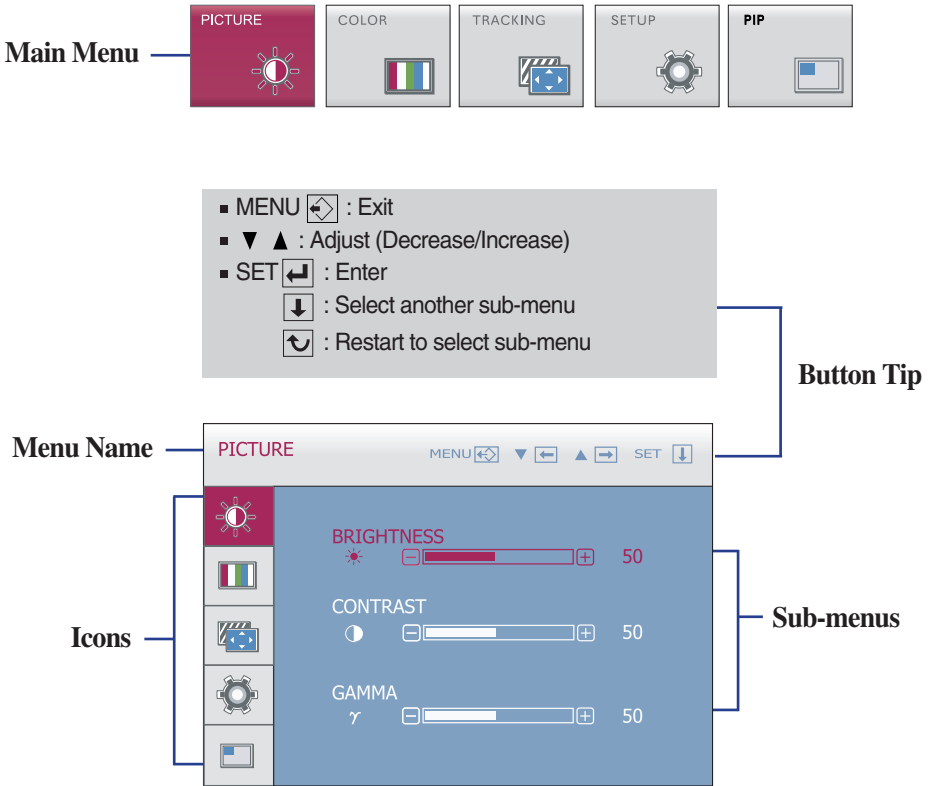 PICTURE COLOR TRACKING SETUP PIP
Main Menu
■ MENU : Exit
■ ▼ ▲ : Adjust (Decrease/Increase)
■ SET : Enter
: Select another sub-menu
: Restart to select sub-menu
Button Tip
Menu Name
PICTURE MENU ▼ ▲ SET
BRIGHTNESS
50
CONTRAST
50
Icons
Sub-menus
GAMMA
γ 50